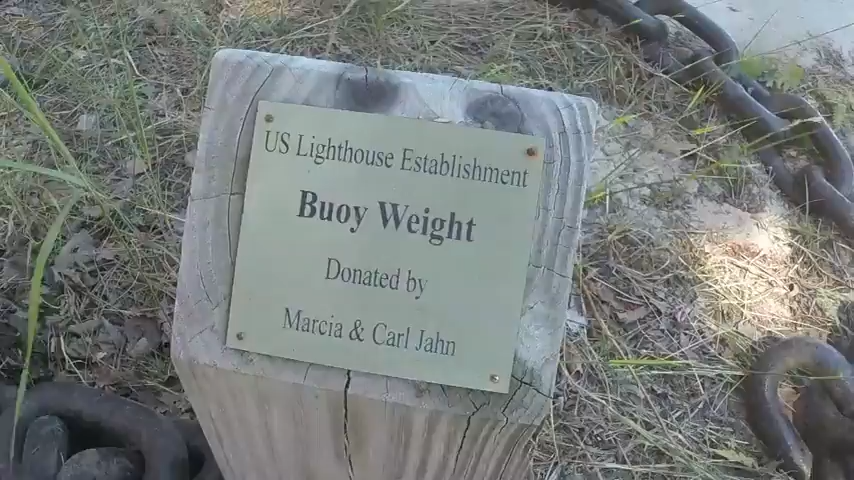 US Lighthouse Establishment
Buoy Weight
Donated by
Marcia & Carl Jahn